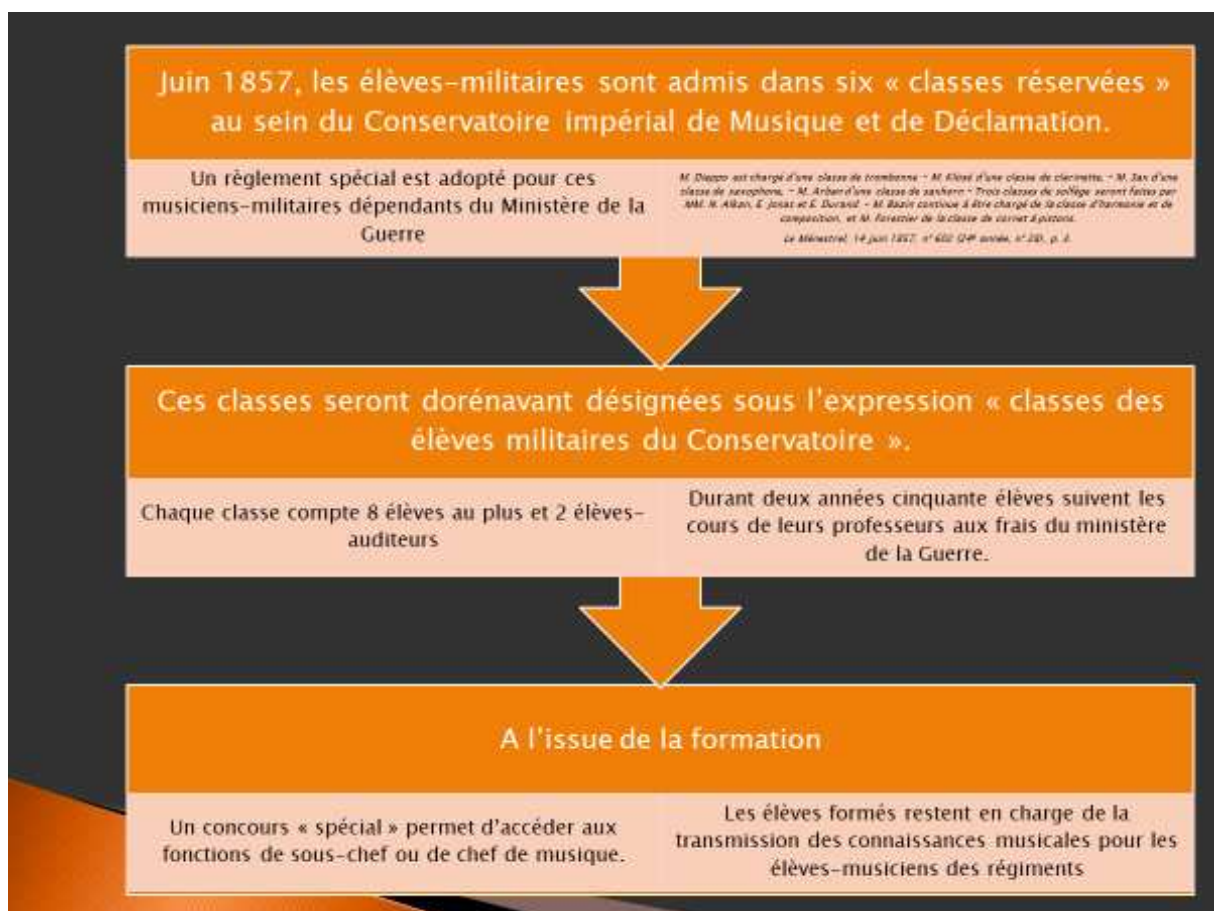 Juin 1857, les élèves-militaires sont admis dans six « classes réservées »
au sein du Conservatoire impérial de Musique et de Déclamation.
Un règlement spécial est adopté pour ces
musiciens-militaires dépendants du Ministère de la
Guerre
M. Dieppo est chargé d'une classe de trombonne - M. Klosé d'une classe de clarinette, - M. Sax d'une
classe de saxophone, - M. Arban d'une classe de saxhorn - Trois classes de solfège seront faites par
MM. N. Alkan, E. Jonas et E. Durand. - M. Bazin continue à être chargé de la classe d'harmonie et de
composition, et M. Forestier de la classe de cornet à pistons.
Le Ménestrel, 14 juin 1857, n° 602 (24e année, n° 28), p. 3.
Ces classes seront dorénavant désignées sous l'expression « classes des
élèves militaires du Conservatoire ».
Chaque classe compte 8 élèves au plus et 2 élèves-
auditeurs
Durant deux années cinquante élèves suivent les
cours de leurs professeurs aux frais du ministère
de la Guerre.
A l'issue de la formation
Un concours « spécial » permet d'accéder aux
fonctions de sous-chef ou de chef de musique.
Les élèves formés restent en charge de la
transmission des connaissances musicales pour les
élèves-musiciens des régiments